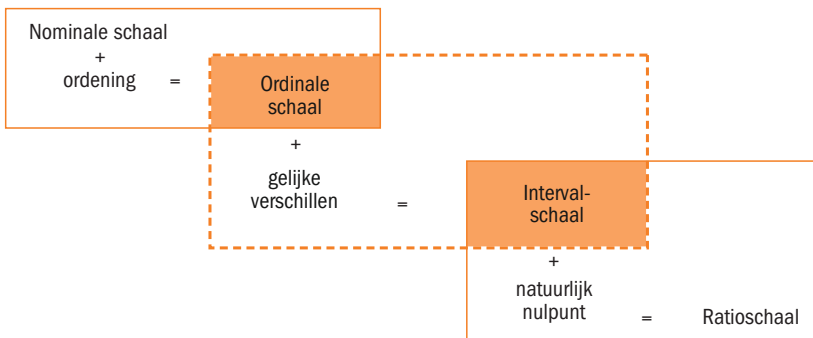 Nominale schaal
+
ordening =
Ordinale
schaal
+
gelijke
verschillen =
Interval-
schaal
+
natuurlijk
nulpunt = Ratioschaal